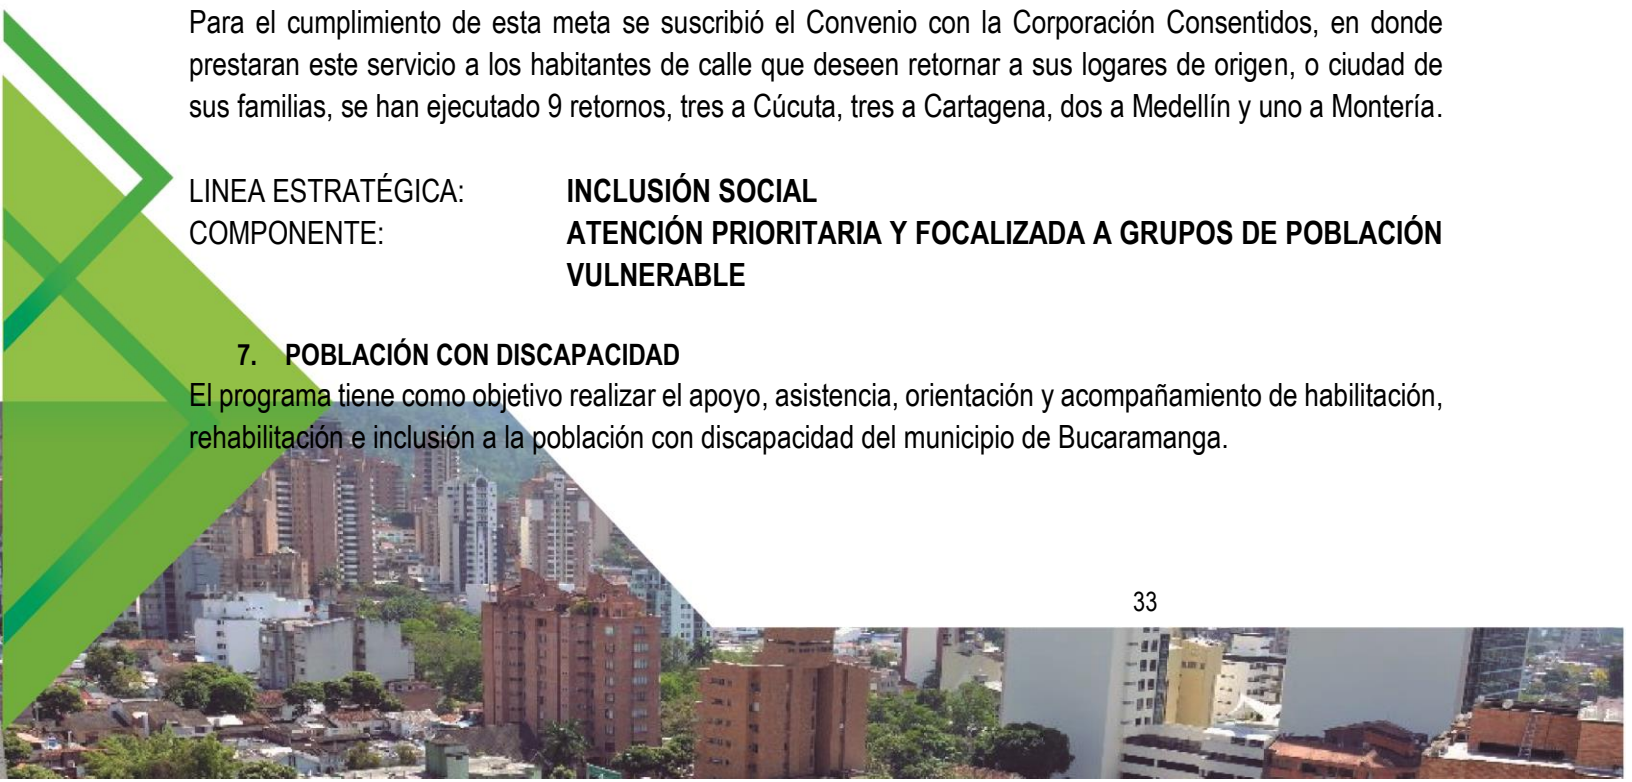 Para el cumplimiento de esta meta se suscribió el Convenio con la Corporación Consentidos, en donde
prestaran este servicio a los habitantes de calle que deseen retornar a sus logares de origen, o ciudad de
sus familias, se han ejecutado 9 retornos, tres a Cúcuta, tres a Cartagena, dos a Medellín y uno a Montería.
LINEA ESTRATÉGICA: INCLUSIÓN SOCIAL
COMPONENTE: ATENCIÓN PRIORITARIA Y FOCALIZADA A GRUPOS DE POBLACIÓN
VULNERABLE
7. POBLACIÓN CON DISCAPACIDAD
El programa tiene como objetivo realizar el apoyo, asistencia, orientación y acompañamiento de habilitación,
rehabilitación e inclusión a la población con discapacidad del municipio de Bucaramanga.
33